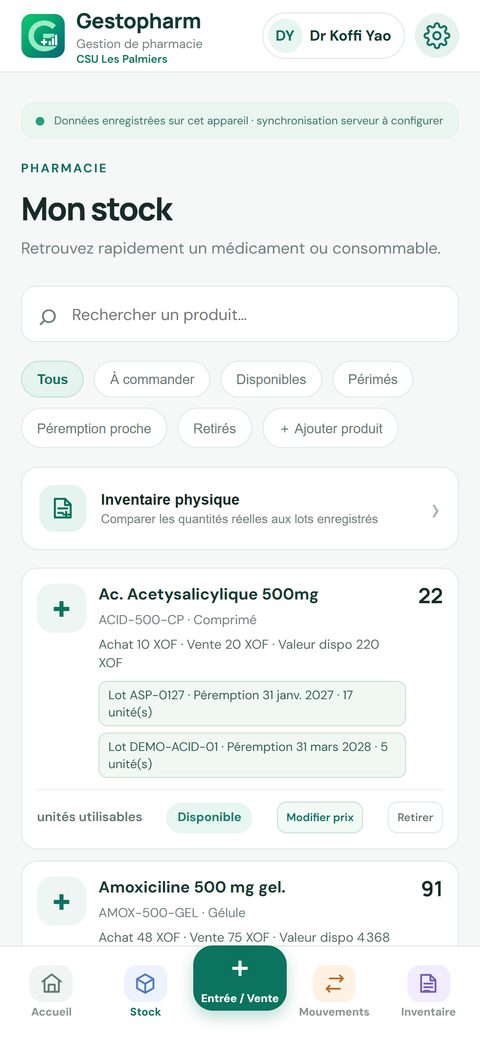 Gestopharm
Gestion de pharmacie
CSU Les Palmiers
DY
Dr Koffi Yao
Données enregistrées sur cet appareil · synchronisation serveur à configurer
PHARMACIE
Mon stock
Retrouvez rapidement un médicament ou consommable.
Rechercher un produit...
Tous
À commander
Disponibles
Périmés
Péremption proche
Retirés
+ Ajouter produit
Inventaire physique
Comparer les quantités réelles aux lots enregistrés
Ac. Acetysalicylique 500mg
22
ACID-500-CP · Comprimé
Achat 10 XOF · Vente 20 XOF · Valeur dispo 220
XOF
Lot ASP-0127 · Péremption 31 janv. 2027 · 17
unité(s)
Lot DEMO-ACID-01 · Péremption 31 mars 2028 · 5
unité(s)
unités utilisables
Disponible
Modifier prix
Retirer
Amoxiciline 500 mg gel.
91
AMOX-500-GEL · Gélule
Achat 48 XOF · Vente 75 XOF · Valeur dispo 4 368
Accueil
Stock
+
Entrée / Vente
Mouvements
Inventaire